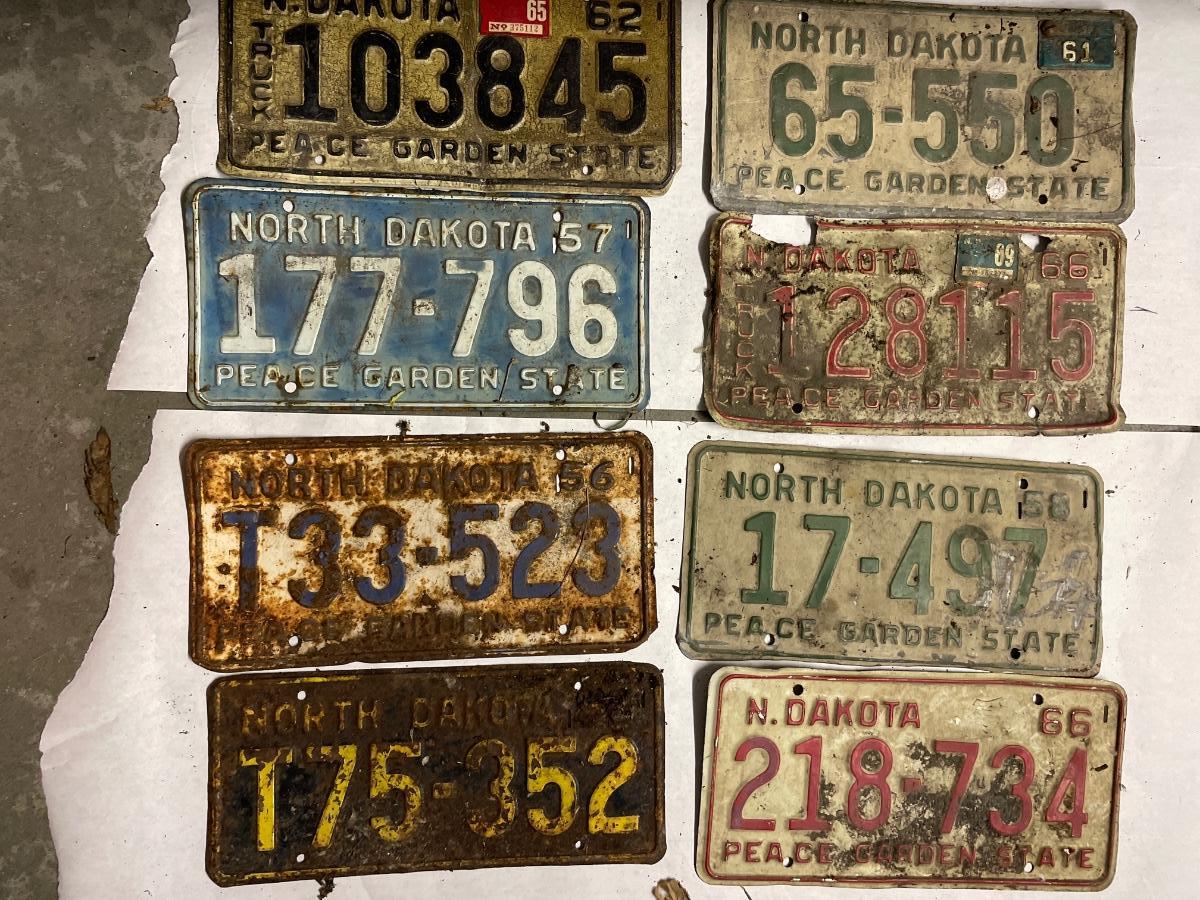 N. DAKOTA 65 62
No 375112
TRUCK
103845
PEACE GARDEN STATE
NORTH DAKOTA 61
65-550
PEACE GARDEN STATE
NORTH DAKOTA 57
177-796
PEACE GARDEN STATE
N. DAKOTA 69 66
TRUCK
128115
PEACE GARDEN STATE
NORTH DAKOTA 56
T33-523
PEACE GARDEN STATE
NORTH DAKOTA 58
17-497
PEACE GARDEN STATE
NORTH DAKOTA
T75-352
N. DAKOTA 66
218-734
PEACE GARDEN STATE